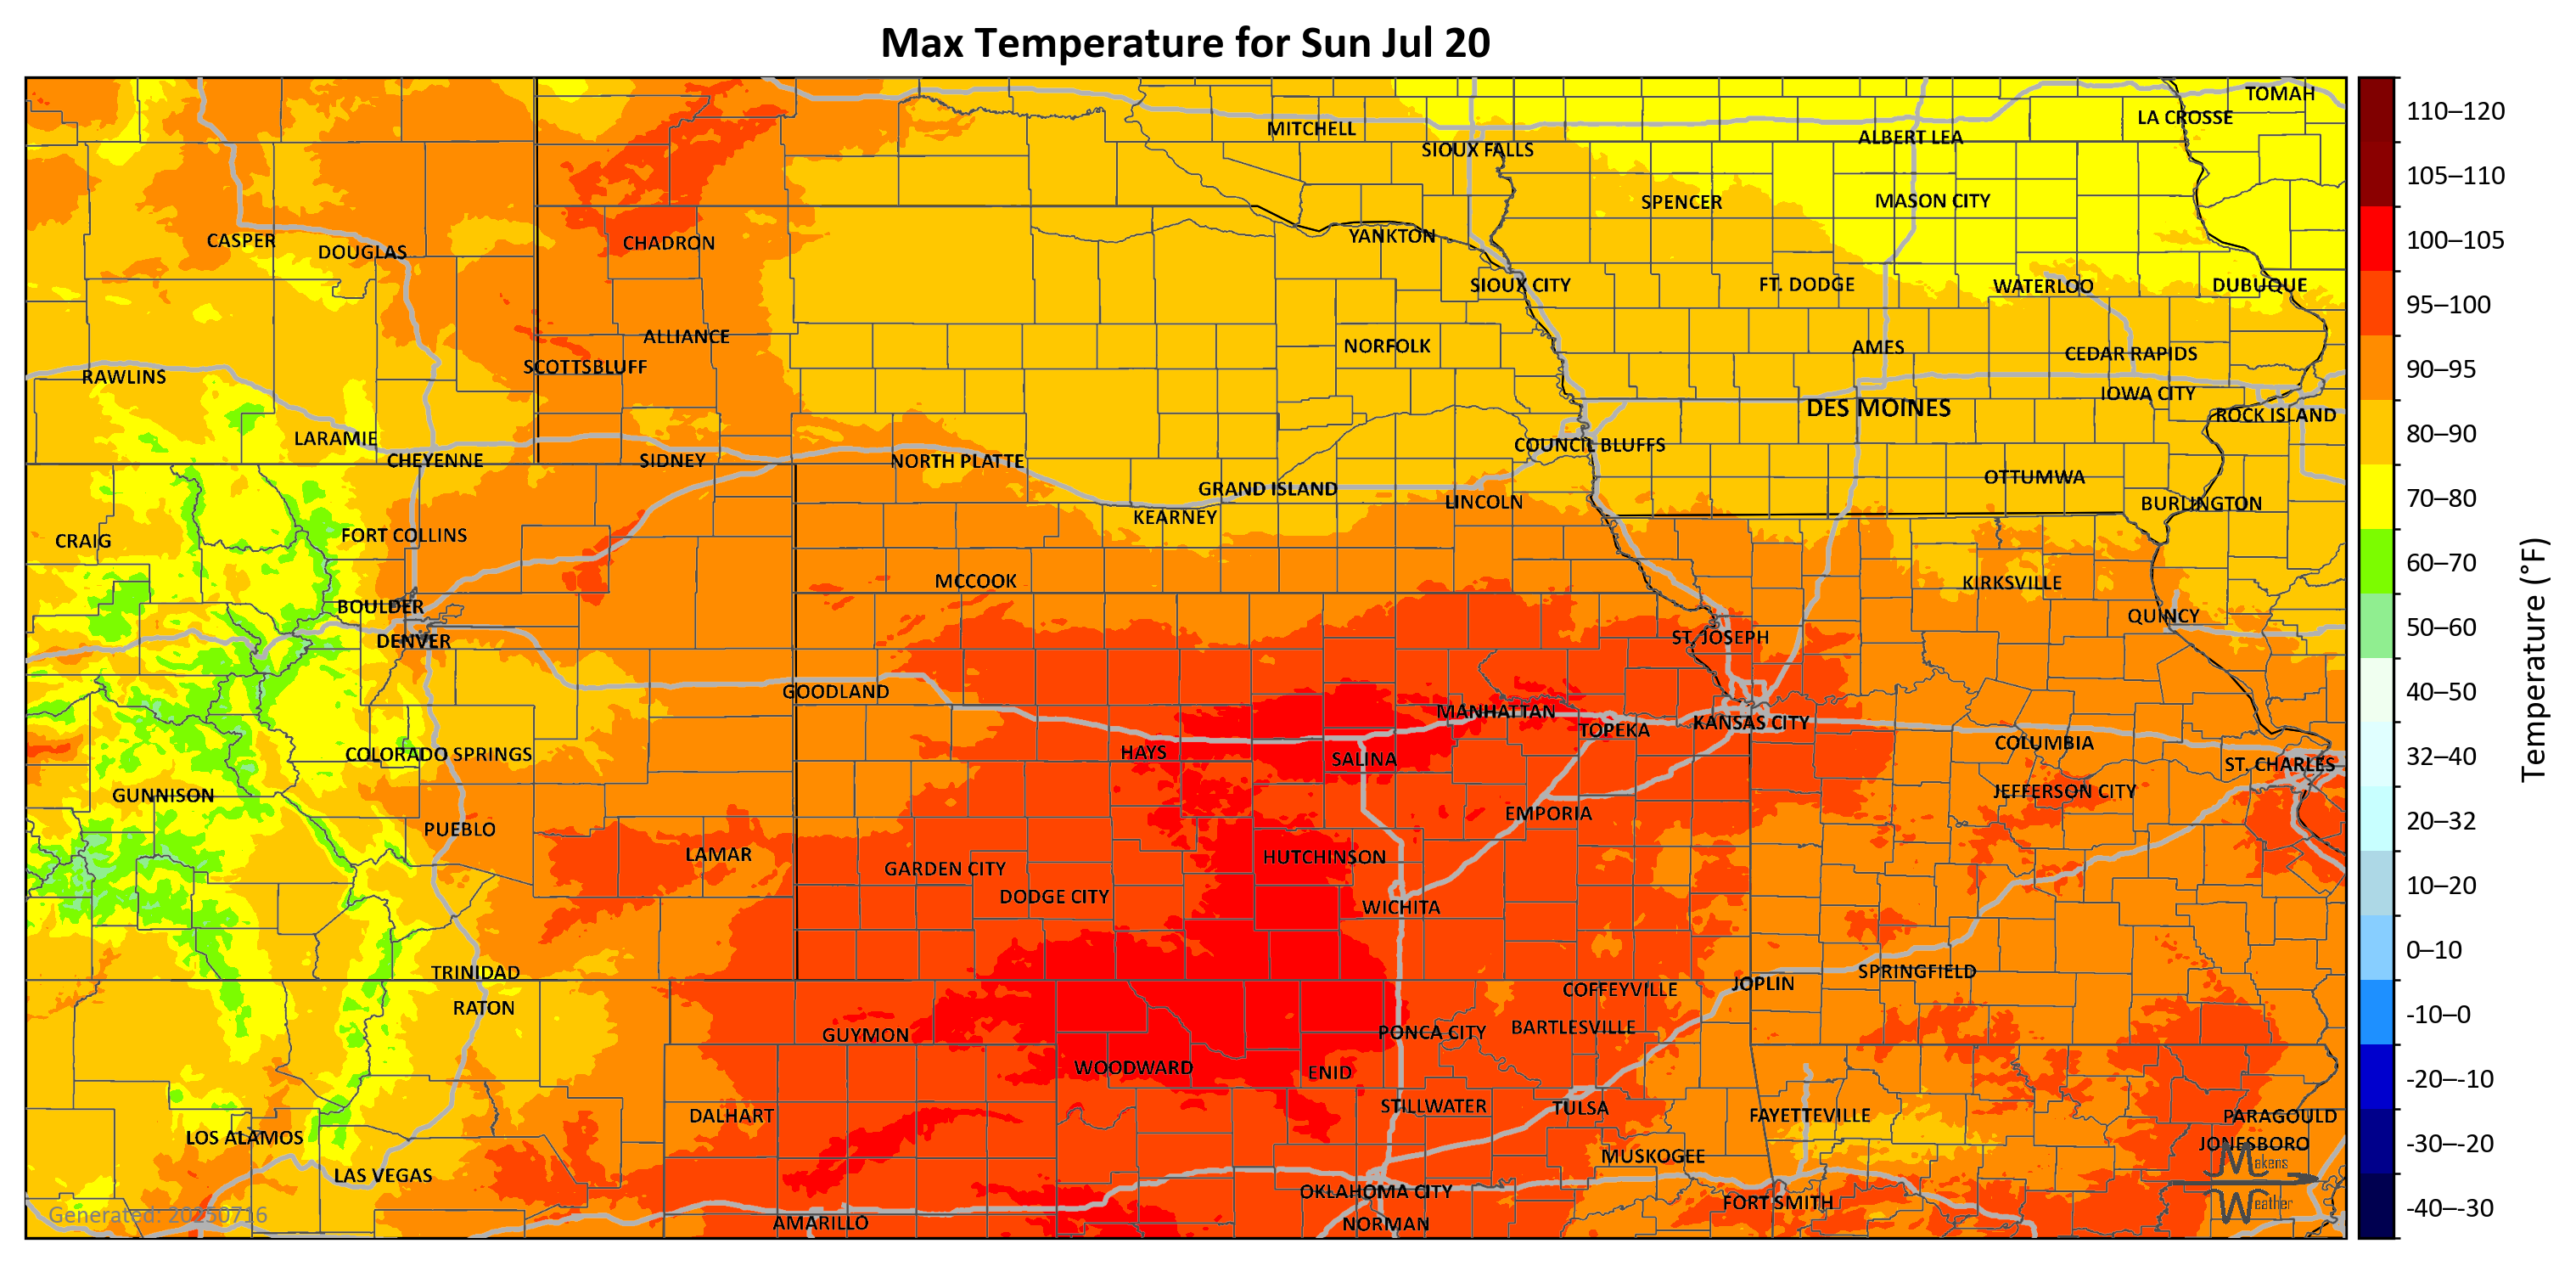 Max Temperature for Sun Jul 20
TOMAH
LA CROSSE
MITCHELL
ALBERT LEA
SIOUX FALLS
SPENCER
MASON CITY
CASPER
DOUGLAS
CHADRON
YANKTON
SIOUX CITY
FT. DODGE
WATERLOO
DUBUQUE
ALLIANCE
NORFOLK
AMES
CEDAR RAPIDS
SCOTTSBLUFF
RAWLINS
IOWA CITY
DES MOINES
ROCK ISLAND
LARAMIE
COUNCIL BLUFFS
CHEYENNE
SIDNEY
NORTH PLATTE
OTTUMWA
GRAND ISLAND
LINCOLN
BURLINGTON
KEARNEY
FORT COLLINS
CRAIG
MCCOOK
KIRKSVILLE
BOULDER
QUINCY
DENVER
ST. JOSEPH
GOODLAND
MANHATTAN
KANSAS CITY
TOPEKA
COLUMBIA
COLORADO SPRINGS
HAYS
SALINA
ST. CHARLES
GUNNISON
JEFFERSON CITY
EMPORIA
PUEBLO
LAMAR
HUTCHINSON
GARDEN CITY
DODGE CITY
WICHITA
TRINIDAD
SPRINGFIELD
JOPLIN
COFFEYVILLE
RATON
BARTLESVILLE
GUYMON
PONCA CITY
WOODWARD
ENID
STILLWATER
TULSA
DALHART
FAYETTEVILLE
PARAGOULD
LOS ALAMOS
JONESBORO
MUSKOGEE
LAS VEGAS
OKLAHOMA CITY
FORT SMITH
AMARILLO
NORMAN
Makens
Weather
Generated: 20250716
110–120
105–110
100–105
95–100
90–95
80–90
70–80
60–70
50–60
40–50
32–40
20–32
10–20
0–10
-10–0
-20–-10
-30–-20
-40–-30
Temperature (°F)